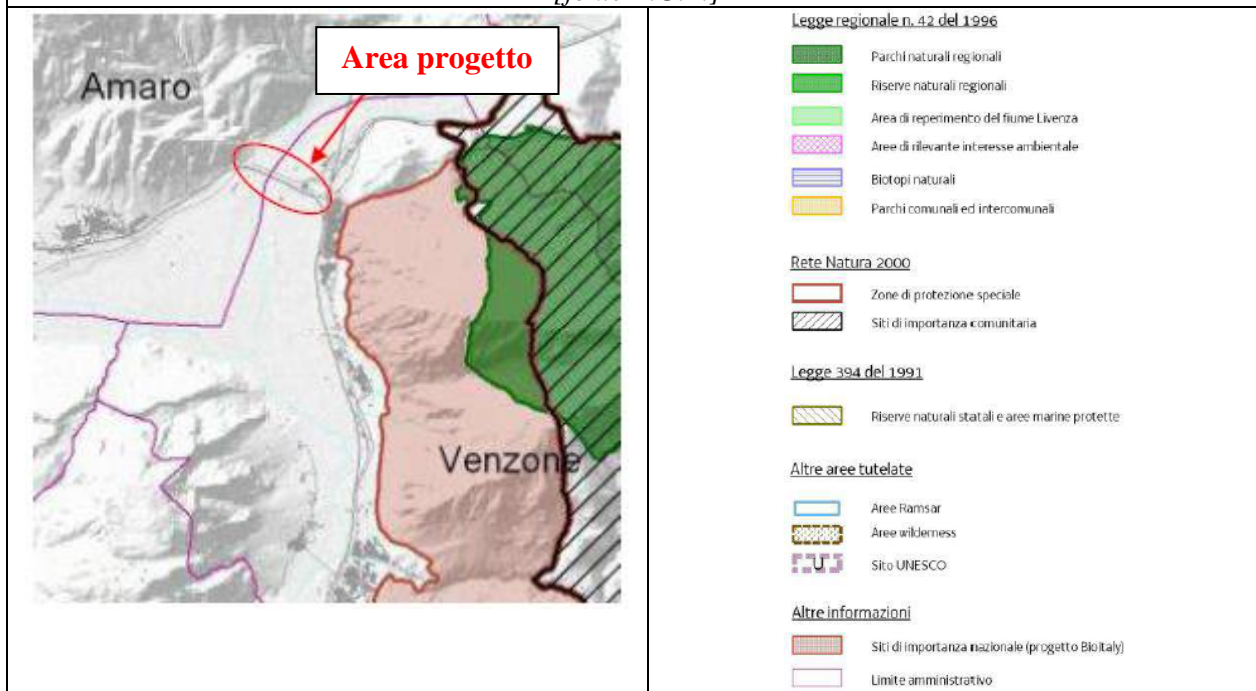 Area progetto
Amaro
Venzone
Legge regionale n. 42 del 1996
Parchi naturali regionali
Riserve naturali regionali
Area di reperimento del fiume Livenza
Aree di rilevante interesse ambientale
Biotopi naturali
Parchi comunali ed intercomunali
Rete Natura 2000
Zone di protezione speciale
Siti di importanza comunitaria
Legge 394 del 1991
Riserve naturali statali e aree marine protette
Altre aree tutelate
Aree Ramsar
Aree wilderness
U
Sito UNESCO
Altre informazioni
Siti di importanza nazionale (progetto Bioitaly)
Limite amministrativo